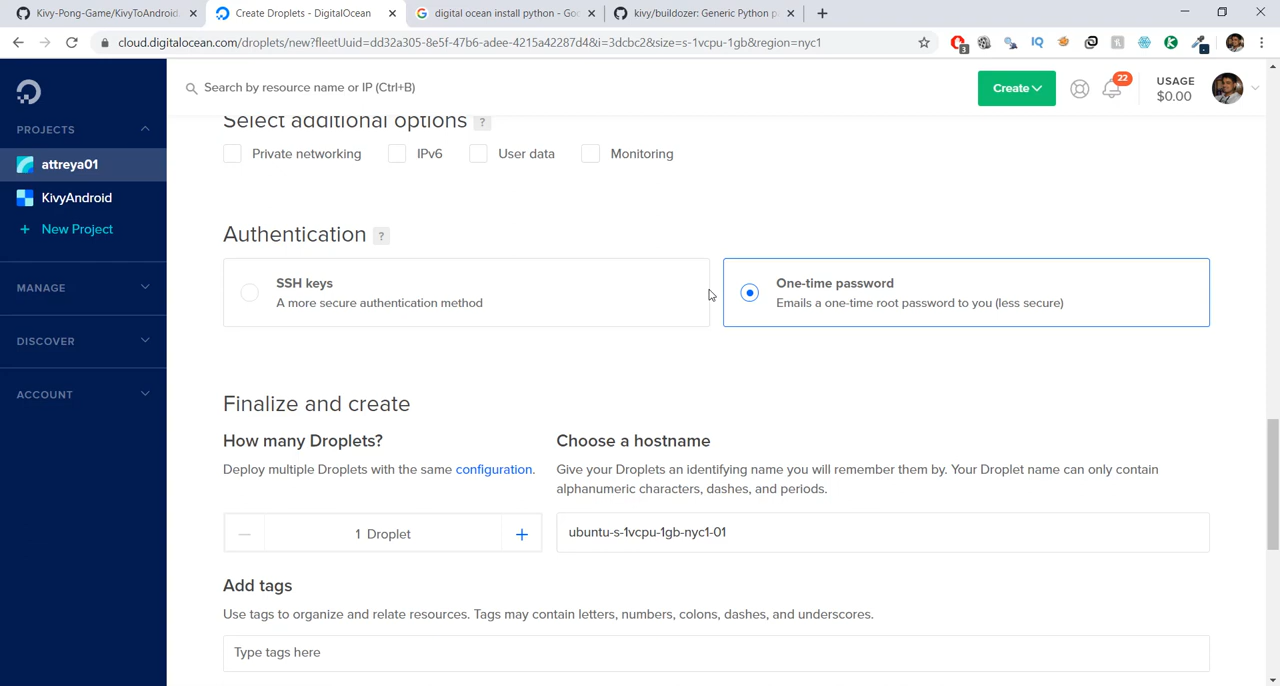 Kivy-Pong-Game/KivyToAndroid
Create Droplets - DigitalOcean
digital ocean install python - Goo
kivy/buildozer: Generic Python p
cloud.digitalocean.com/droplets/new?fleetUuid=dd32a305-8e5f-47b6-adee-4215a42287d4&i=3dcbc2&size=s-1vcpu-1gb&region=nyc1
3
IQ
Search by resource name or IP (Ctrl+B)
Create
22
USAGE
$0.00
PROJECTS
attreya01
KivyAndroid
+ New Project
MANAGE
DISCOVER
ACCOUNT
Select additional options ?
Private networking
IPv6
User data
Monitoring
Authentication ?
SSH keys
A more secure authentication method
One-time password
Emails a one-time root password to you (less secure)
Finalize and create
How many Droplets?
Deploy multiple Droplets with the same configuration.
1 Droplet
Choose a hostname
Give your Droplets an identifying name you will remember them by. Your Droplet name can only contain
alphanumeric characters, dashes, and periods.
ubuntu-s-1vcpu-1gb-nyc1-01
Add tags
Use tags to organize and relate resources. Tags may contain letters, numbers, colons, dashes, and underscores.
Type tags here